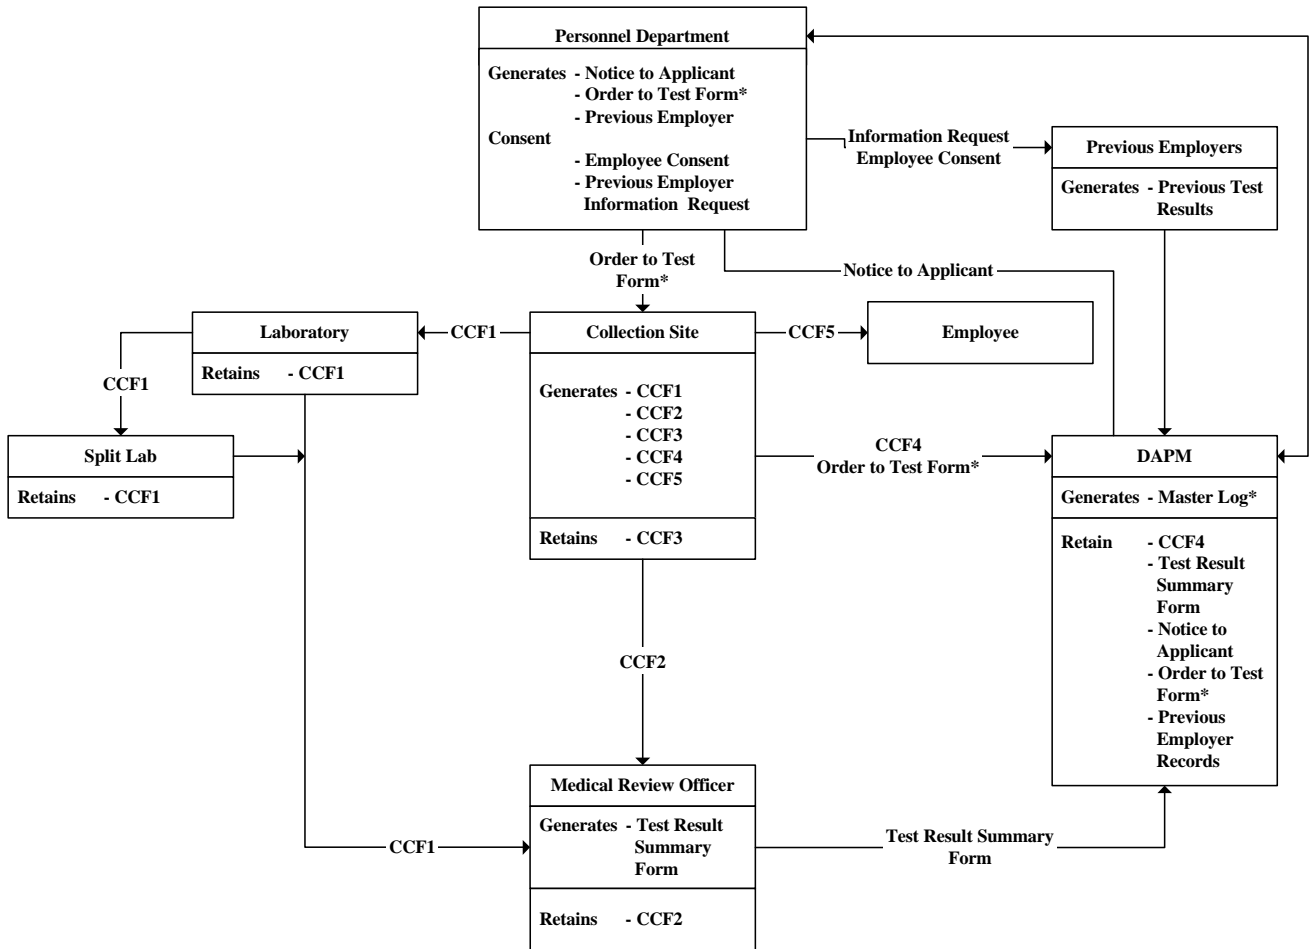 Personnel Department
Generates - Notice to Applicant
- Order to Test Form*
- Previous Employer
Consent
- Employee Consent
- Previous Employer
Information Request
Information Request
Employee Consent
Previous Employers
Generates - Previous Test
Results
Order to Test
Form*
Notice to Applicant
Laboratory
Retains - CCF1
CCF1
Collection Site
Generates - CCF1
- CCF2
- CCF3
- CCF4
- CCF5
Retains - CCF3
CCF5
Employee
CCF1
Split Lab
Retains - CCF1
CCF4
Order to Test Form*
DAPM
Generates - Master Log*
Retain - CCF4
- Test Result
Summary
Form
- Notice to
Applicant
- Order to Test
Form*
- Previous
Employer
Records
CCF2
Medical Review Officer
Generates - Test Result
Summary
Form
Retains - CCF2
CCF1
Test Result Summary
Form